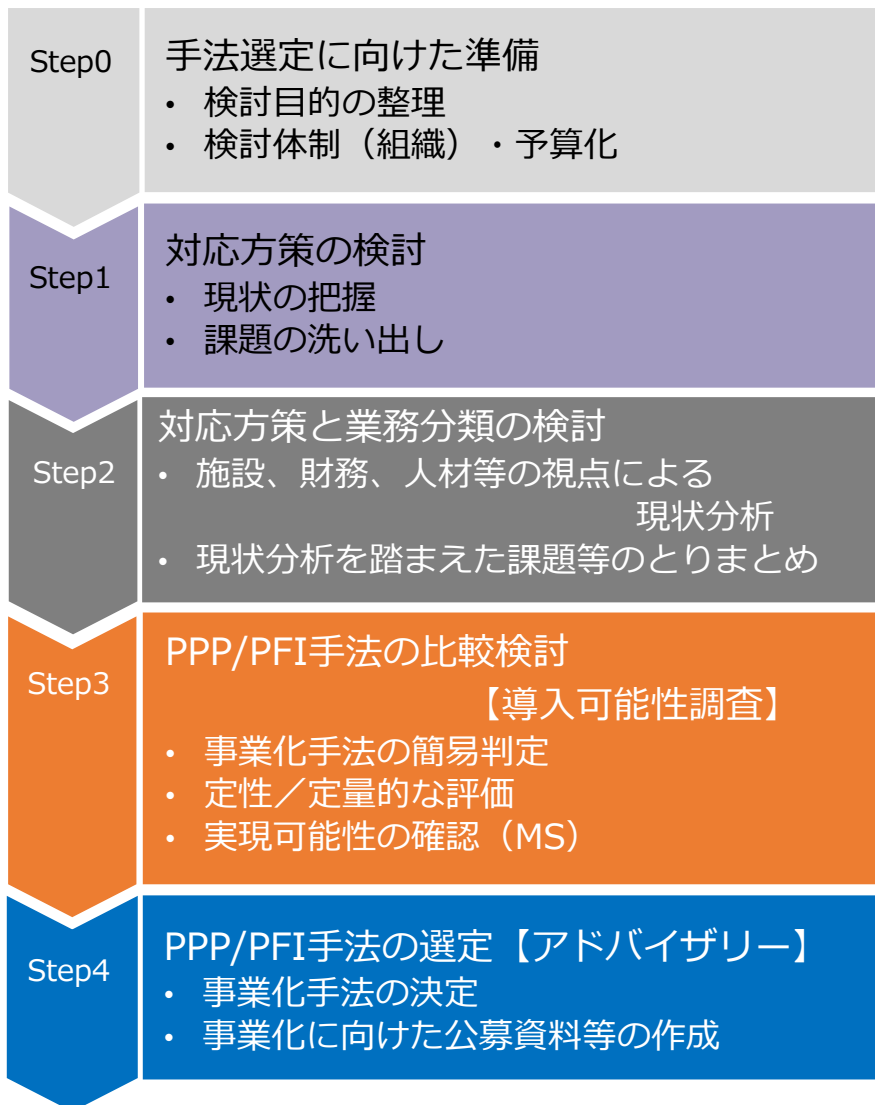 Step0
手法選定に向けた準備
• 検討目的の整理
• 検討体制（組織）・予算化
Step1
対応方策の検討
• 現状の把握
• 課題の洗い出し
Step2
対応方策と業務分類の検討
• 施設、財務、人材等の視点による
現状分析
• 現状分析を踏まえた課題等のとりまとめ
Step3
PPP/PFI手法の比較検討
【導入可能性調査】
• 事業化手法の簡易判定
• 定性／定量的な評価
• 実現可能性の確認（MS）
Step4
PPP/PFI手法の選定【アドバイザリー】
• 事業化手法の決定
• 事業化に向けた公募資料等の作成